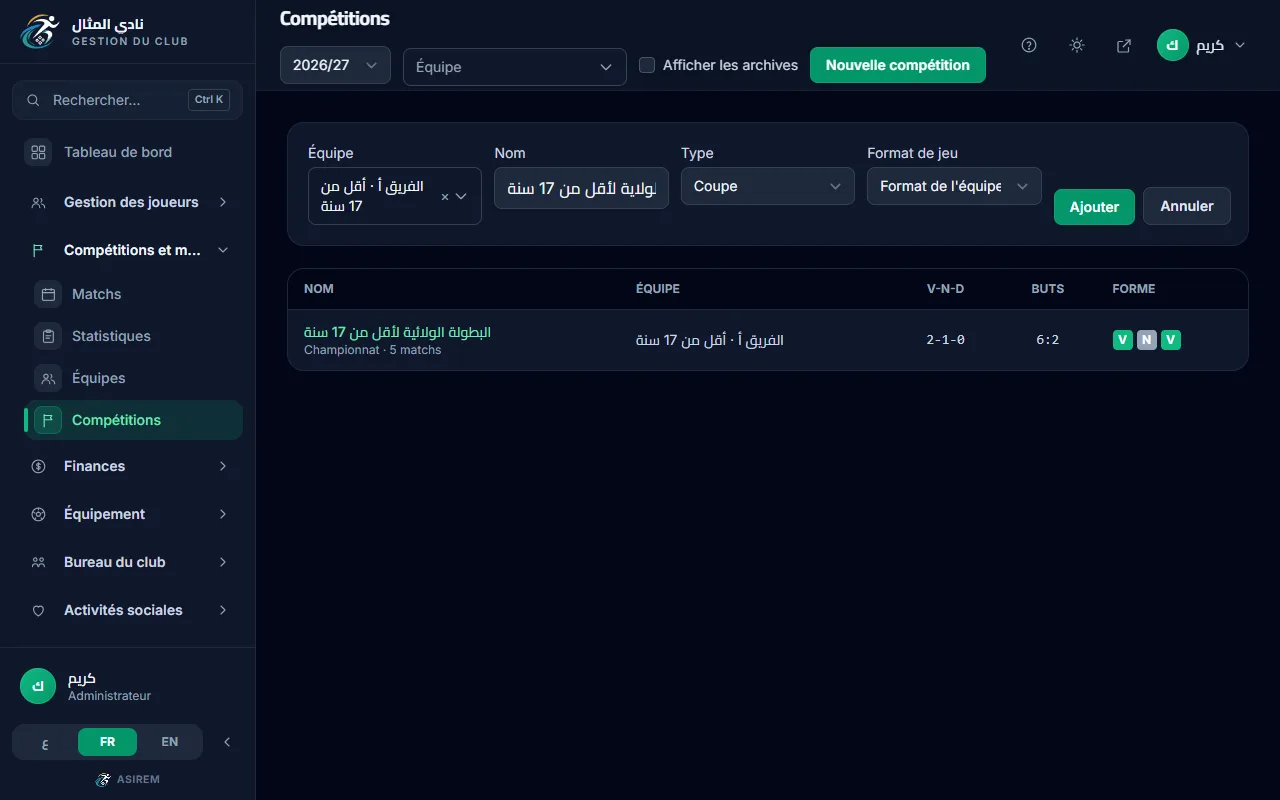 نادي المثال
GESTION DU CLUB
Rechercher...
Ctrl K
Tableau de bord
Gestion des joueurs
Compétitions et m...
Matchs
Statistiques
Équipes
Compétitions
Finances
Équipement
Bureau du club
Activités sociales
كريم
Administrateur
ع
FR
EN
ASIREM
Compétitions
2026/27
Équipe
Afficher les archives
Nouvelle compétition
ك
كريم
Équipe
الفريق أ · أقل من
17 سنة
Nom
لولاية لأقل من 17 سنة
Type
Coupe
Format de jeu
Format de l'équipe
Ajouter
Annuler
NOM
ÉQUIPE
V-N-D
BUTS
FORME
البطولة الولائية لأقل من 17 سنة
Championnat · 5 matchs
الفريق أ · أقل من 17 سنة
2-1-0
6:2
V N V